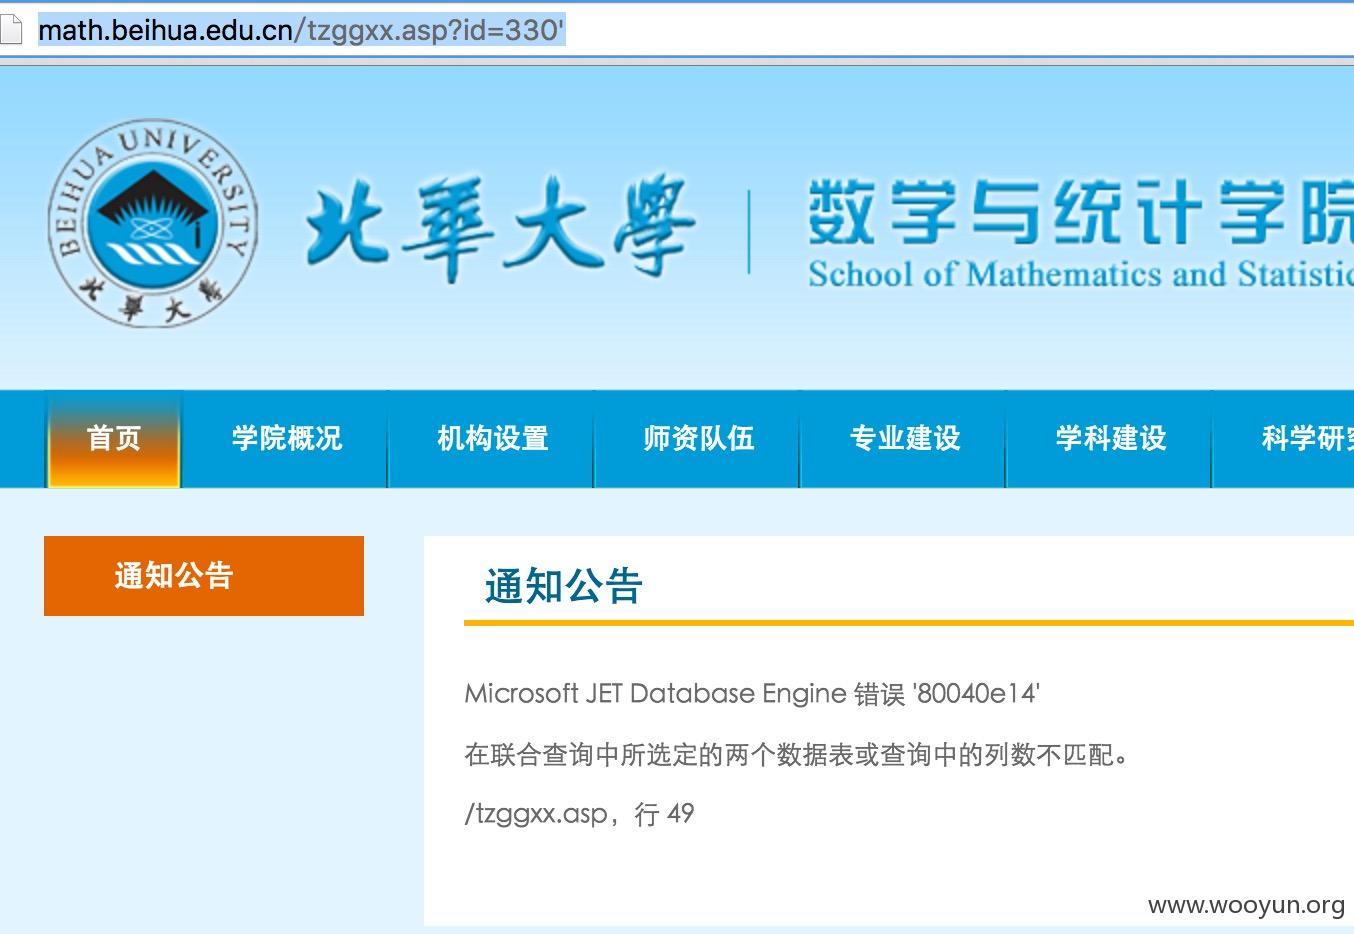 math.beihua.edu.cn/tzggxx.asp?id=330'
BEIHUA UNIVERSITY
北華大學
北華大學
数学与统计学院
School of Mathematics and Statistic
首页 学院概况 机构设置 师资队伍 专业建设 学科建设 科学研究
通知公告
通知公告
Microsoft JET Database Engine 错误 '80040e14'
在联合查询中所选定的两个数据表或查询中的列数不匹配。
/tzggxx.asp，行 49
www.wooyun.org